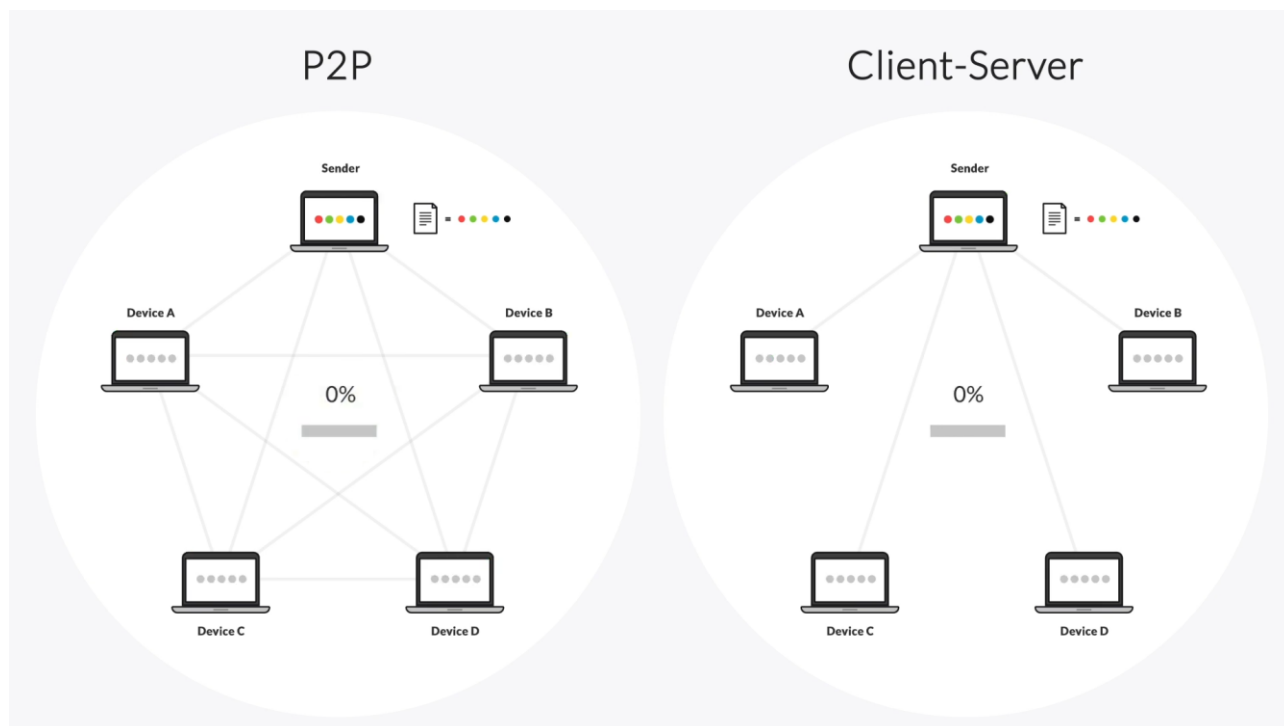 P2P
Sender
=
Device A
Device B
0%
Device C
Device D
Client-Server
Sender
=
Device A
Device B
0%
Device C
Device D